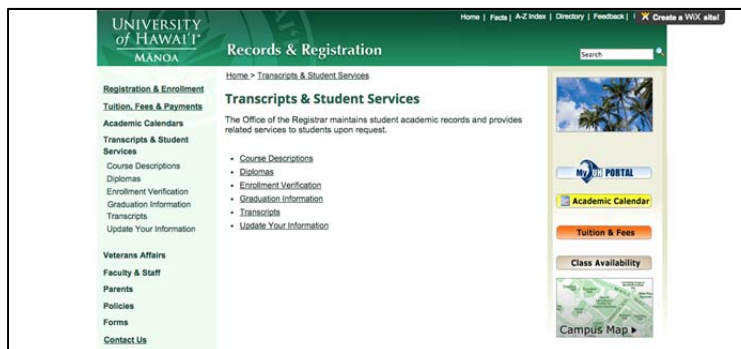 UNIVERSITY
of HAWAI'I®
MĀNOA
Home | Facts | A-Z Index | Directory | Feedback |
Create a WiX site!
Records & Registration
Search
Home > Transcripts & Student Services
Registration & Enrollment
Tuition, Fees & Payments
Academic Calendars
Transcripts & Student
Services
Course Descriptions
Diplomas
Enrollment Verification
Graduation Information
Transcripts
Update Your Information
Veterans Affairs
Faculty & Staff
Parents
Policies
Forms
Contact Us
Transcripts & Student Services
The Office of the Registrar maintains student academic records and provides
related services to students upon request.
• Course Descriptions
• Diplomas
• Enrollment Verification
• Graduation Information
• Transcripts
• Update Your Information
My UH PORTAL
Academic Calendar
Tuition & Fees
Class Availability
Campus Map ▸